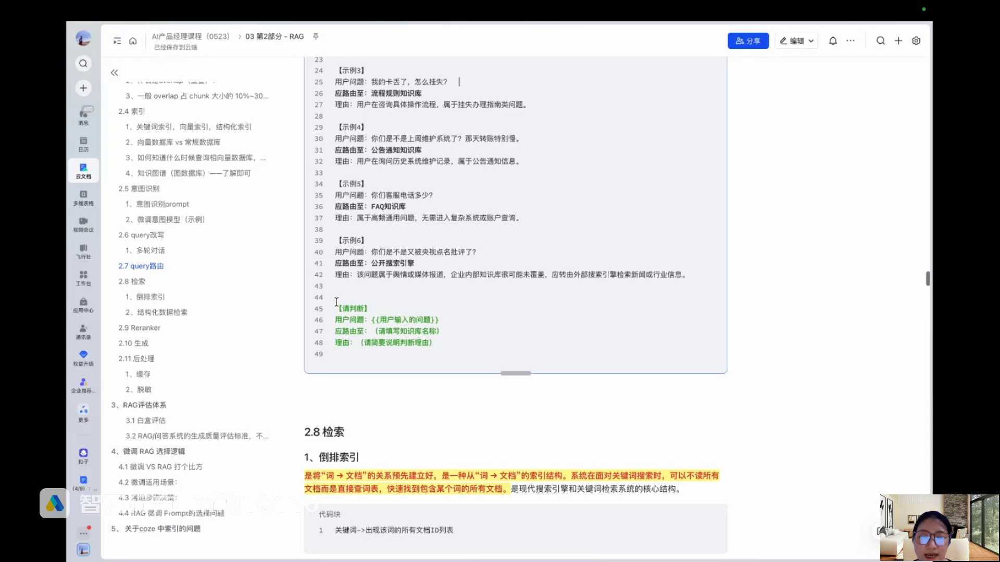 AI产品经理课程（0523） > 03 第2部分 - RAG
已经保存到云端
分享
编辑
499
消息
日历
云文档
多维表格
视频会议
飞行社
工作台
应用中心
通讯录
权益升级
企业推荐...
更多
扣子
(4/9) : ...
3、一般 overlap 占 chunk 大小的 10%~30...
2.4 索引
1、关键词索引，向量索引，结构化索引
2、向量数据库 vs 常规数据库
3、如何知道什么时候查询相向量数据库，...
4、知识图谱（图数据库）——了解即可
2.5 意图识别
1、意图识别prompt
2、微调意图模型（示例）
2.6 query改写
1、多轮对话
2.7 query路由
2.8 检索
1、倒排索引
2、结构化数据检索
2.9 Reranker
2.10 生成
2.11 后处理
1、缓存
2、脱敏
3、RAG评估体系
3.1 白盒评估
3.2 RAG/问答系统的生成质量评估标准，不...
4、微调 RAG 选择逻辑
4.1 微调 VS RAG 打个比方
4.2 微调适用场景：
4.4 RAG 微调 Prompt的选择问题
5、 关于coze 中索引的问题
23
24 【示例3】
25 用户问题：我的卡丢了，怎么挂失？
26 应路由至：流程规则知识库
27 理由：用户在咨询具体操作流程，属于挂失办理指南类问题。
28
29 【示例4】
30 用户问题：你们是不是上周维护系统了？那天转账特别慢。
31 应路由至：公告通知知识库
32 理由：用户在询问历史系统维护记录，属于公告通知信息。
33
34 【示例5】
35 用户问题：你们客服电话多少？
36 应路由至：FAQ知识库
37 理由：属于高频通用问题，无需进入复杂系统或账户查询。
38
39 【示例6】
40 用户问题：你们是不是又被央视点名批评了？
41 应路由至：公开搜索引擎
42 理由：该问题属于舆情或媒体报道，企业内部知识库很可能未覆盖，应转由外部搜索引擎检索新闻或行业信息。
43
44
45 【请判断】
46 用户问题：{{用户输入的问题}}
47 应路由至：（请填写知识库名称）
48 理由：（请简要说明判断理由）
49
2.8 检索
1、倒排索引
是将“词 → 文档”的关系预先建立好，是一种从“词 → 文档”的索引结构。系统在面对关键词搜索时，可以不读所有
文档而是直接查词表，快速找到包含某个词的所有文档。是现代搜索引擎和关键词检索系统的核心结构。
代码块
1 关键词->出现该词的所有文档ID列表